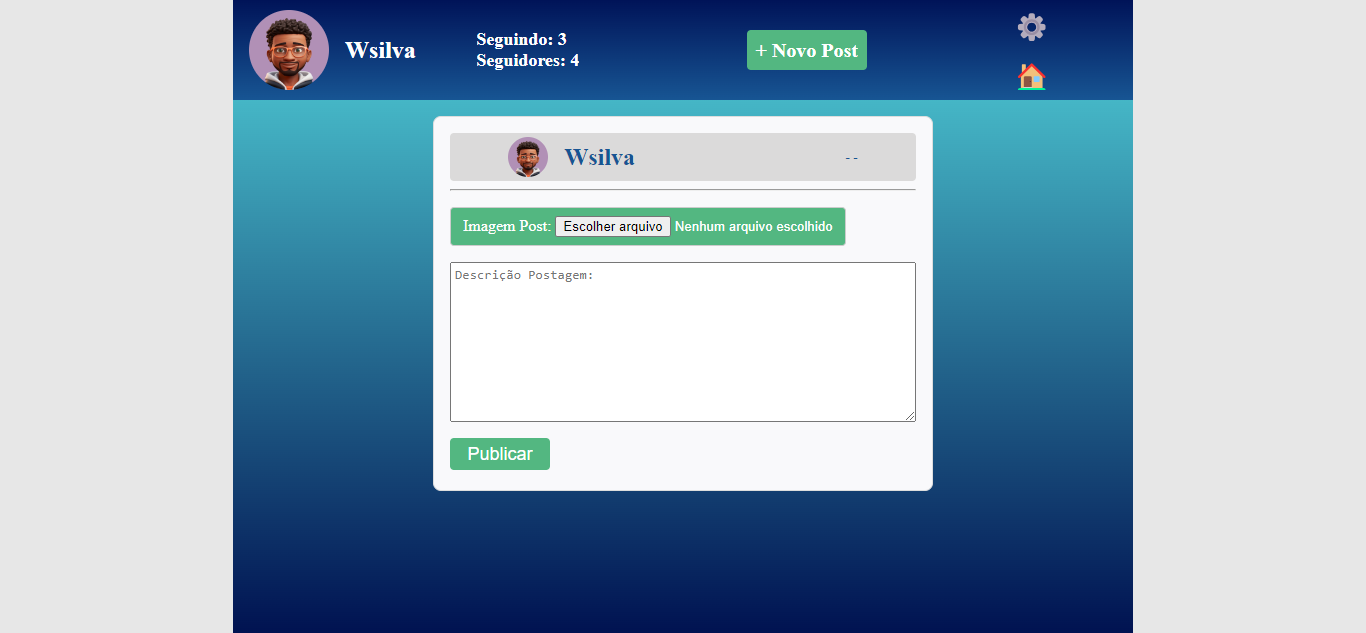 Wsilva
Seguindo: 3
Seguidores: 4
+ Novo Post
Wsilva
--
Imagem Post: Escolher arquivo Nenhum arquivo escolhido
Descrição Postagem:
Publicar